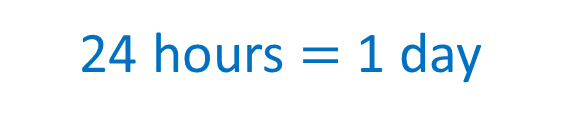 24 hours = 1 day